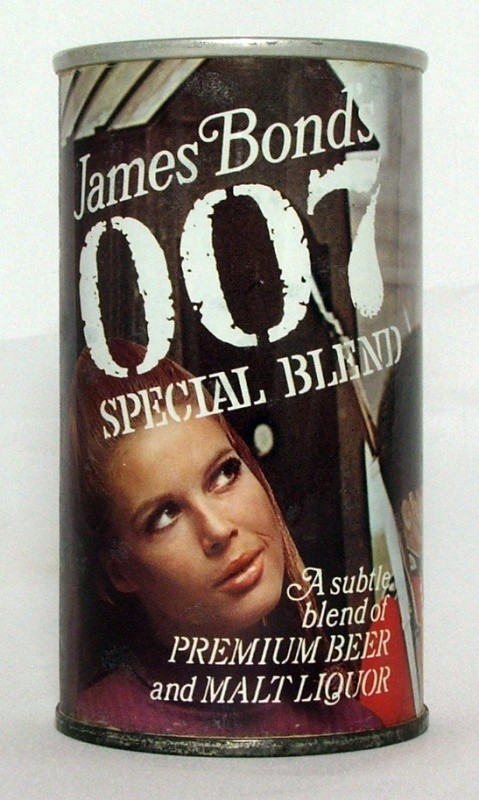 James Bond's
007
SPECIAL BLEND
A subtle
blend of
PREMIUM BEER
and MALT LIQUOR